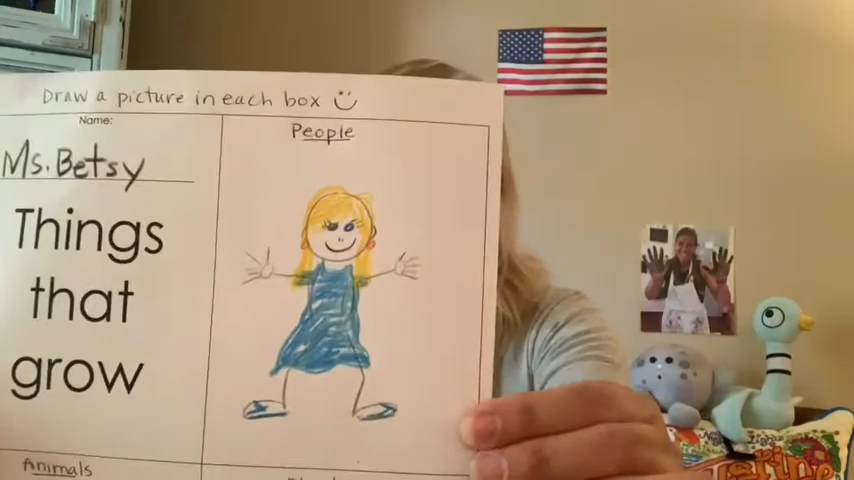 Draw a picture in each box
Name:
Ms. Betsy
Things
that
grow
People
Animals